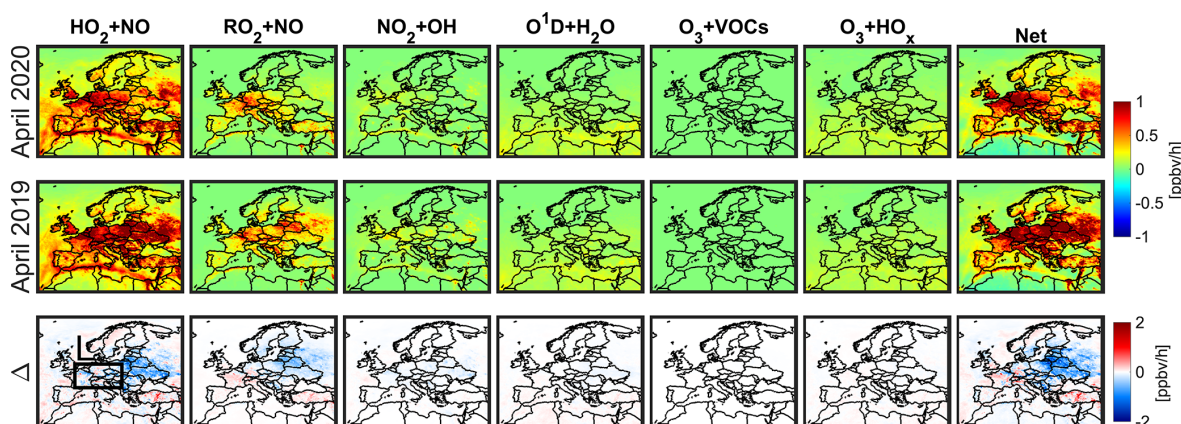 HO₂+NO RO₂+NO NO₂+OH O¹D+H₂O O₃+VOCs O₃+HOₓ Net
April 2020
1
0.5
0
-0.5
-1
[ppbv/h]
April 2019
Δ
L
2
0
-2
[ppbv/h]